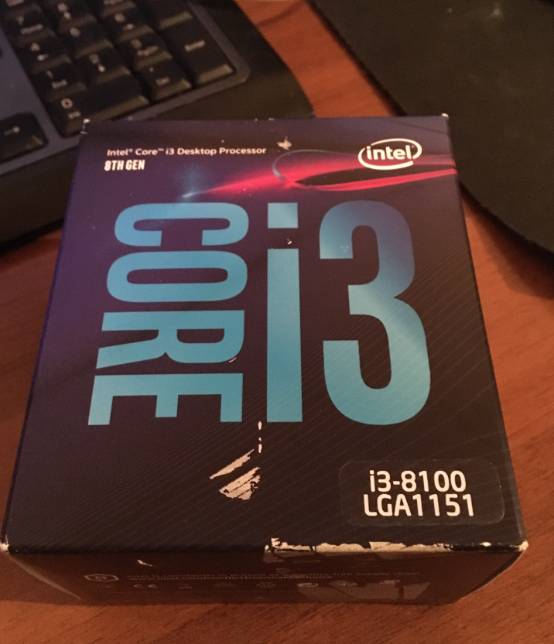 Intel® Core™ i3 Desktop Processor
8TH GEN
intel®
CORE i3
i3-8100
LGA1151